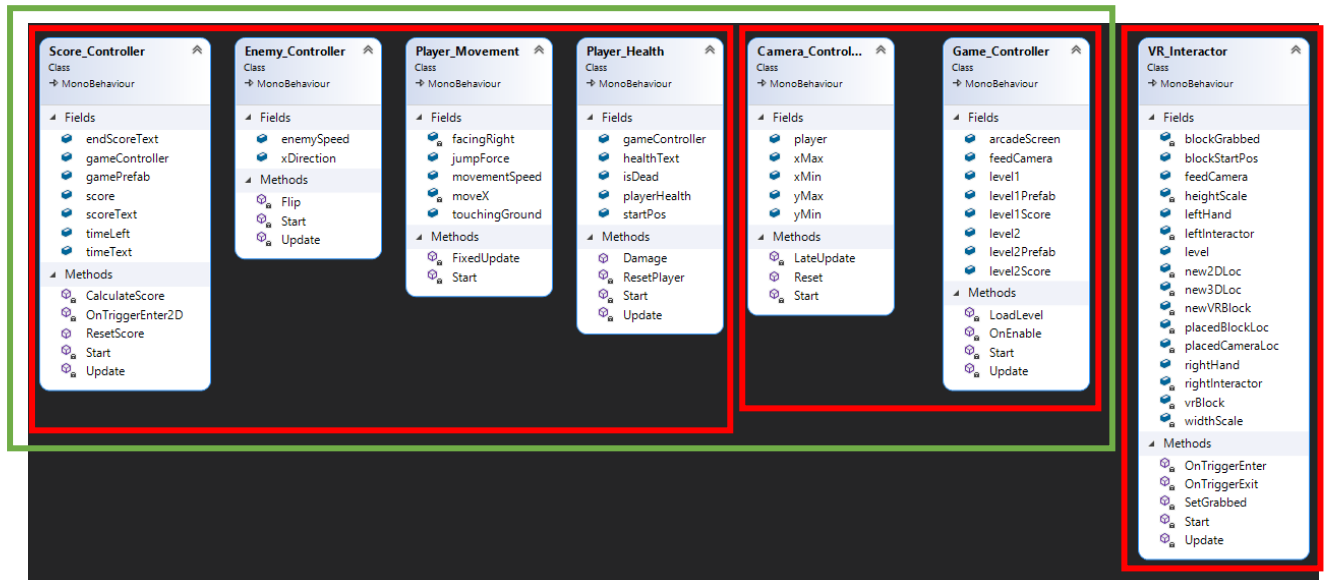 Score_Controller
Class
MonoBehaviour
Fields
endScoreText
gameController
gamePrefab
score
scoreText
timeLeft
timeText
Methods
CalculateScore
OnTriggerEnter2D
ResetScore
Start
Update
Enemy_Controller
Class
MonoBehaviour
Fields
enemySpeed
xDirection
Methods
Flip
Start
Update
Player_Movement
Class
MonoBehaviour
Fields
facingRight
jumpForce
movementSpeed
moveX
touchingGround
Methods
FixedUpdate
Start
Player_Health
Class
MonoBehaviour
Fields
gameController
healthText
isDead
playerHealth
startPos
Methods
Damage
ResetPlayer
Start
Update
Camera_Control...
Class
MonoBehaviour
Fields
player
xMax
xMin
yMax
yMin
Methods
LateUpdate
Reset
Start
Game_Controller
Class
MonoBehaviour
Fields
arcadeScreen
feedCamera
level1
level1Prefab
level1Score
level2
level2Prefab
level2Score
Methods
LoadLevel
OnEnable
Start
Update
VR_Interactor
Class
MonoBehaviour
Fields
blockGrabbed
blockStartPos
feedCamera
heightScale
leftHand
leftInteractor
level
new2DLoc
new3DLoc
newVRBlock
placedBlockLoc
placedCameraLoc
rightHand
rightInteractor
vrBlock
widthScale
Methods
OnTriggerEnter
OnTriggerExit
SetGrabbed
Start
Update